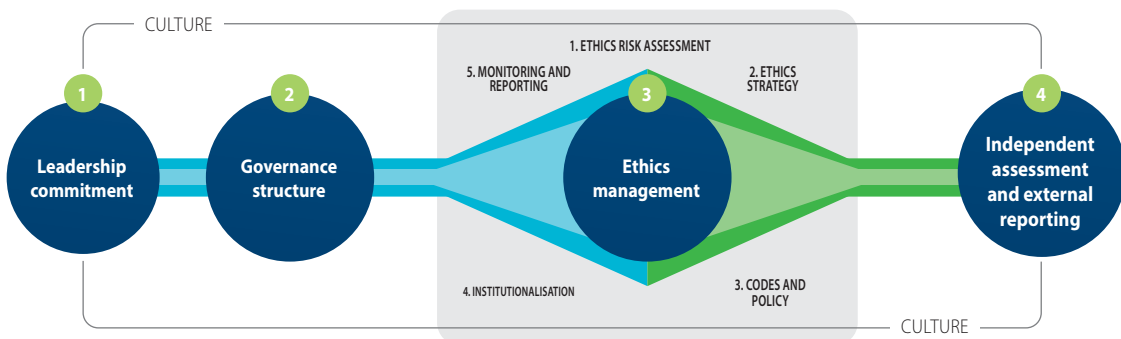 CULTURE
1. ETHICS RISK ASSESSMENT
5. MONITORING AND
REPORTING
2. ETHICS
STRATEGY
1
Leadership
commitment
2
Governance
structure
3
Ethics
management
4
Independent
assessment
and external
reporting
4. INSTITUTIONALISATION
3. CODES AND
POLICY
CULTURE